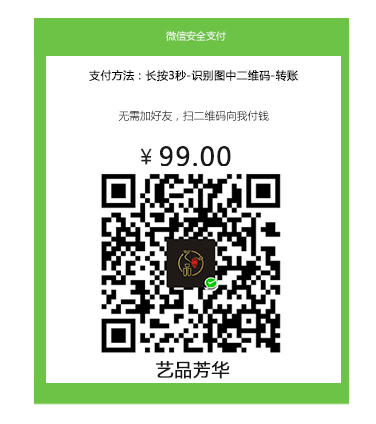 微信安全支付
支付方法：长按3秒-识别图中二维码-转账
无需加好友，扫二维码向我付钱
￥99.00
艺品芳华